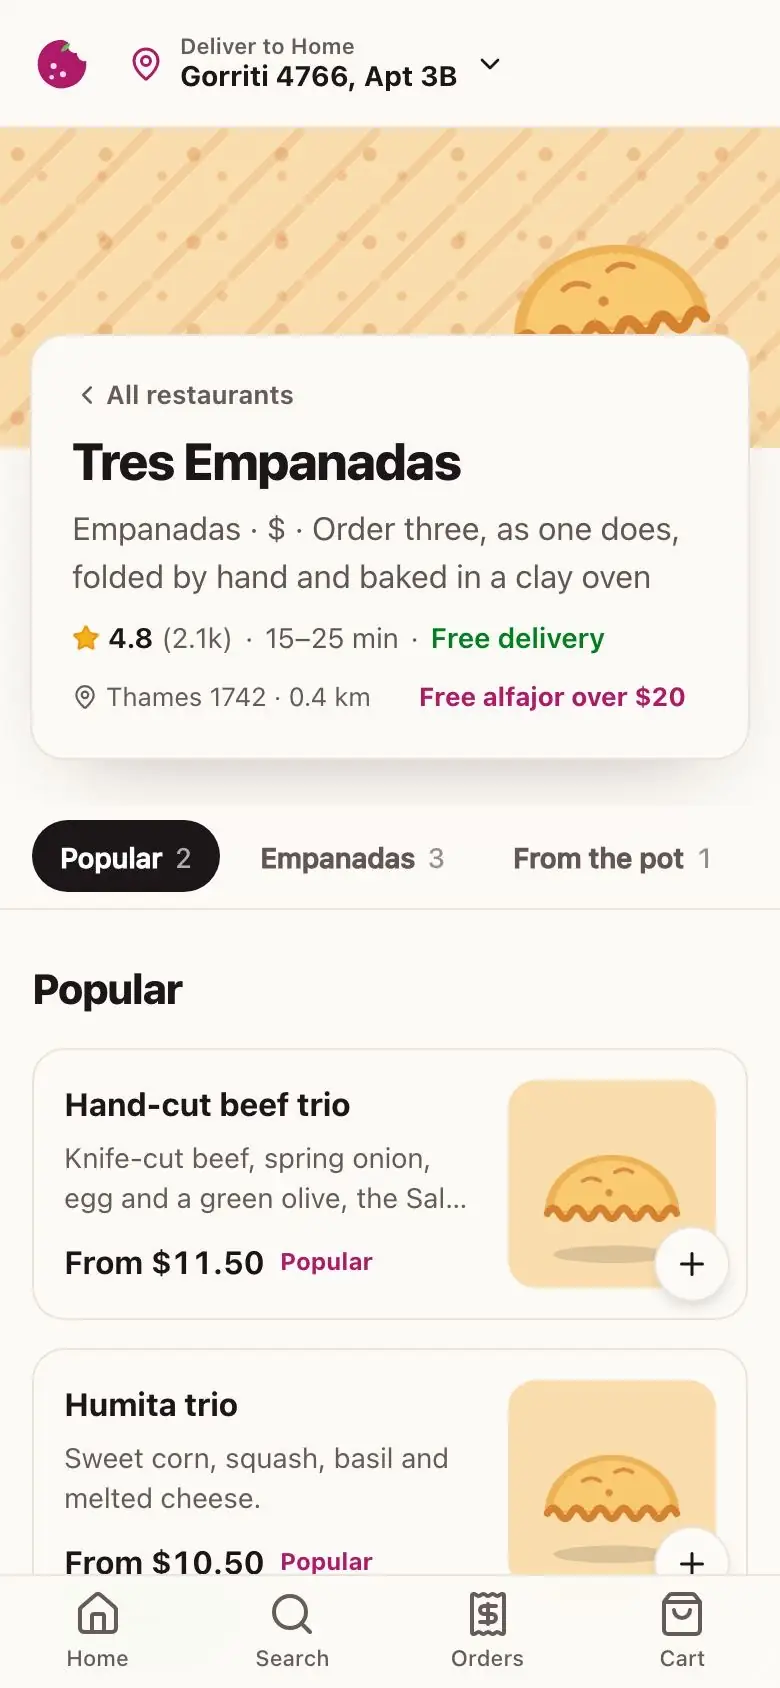 Deliver to Home
Gorriti 4766, Apt 3B
All restaurants
Tres Empanadas
Empanadas · $ · Order three, as one does,
folded by hand and baked in a clay oven
4.8 (2.1k) · 15–25 min · Free delivery
Thames 1742 · 0.4 km Free alfajor over $20
Popular 2 Empanadas 3 From the pot 1
Popular
Hand-cut beef trio
Knife-cut beef, spring onion,
egg and a green olive, the Sal...
From $11.50 Popular
Humita trio
Sweet corn, squash, basil and
melted cheese.
From $10.50 Popular
Home Search Orders Cart